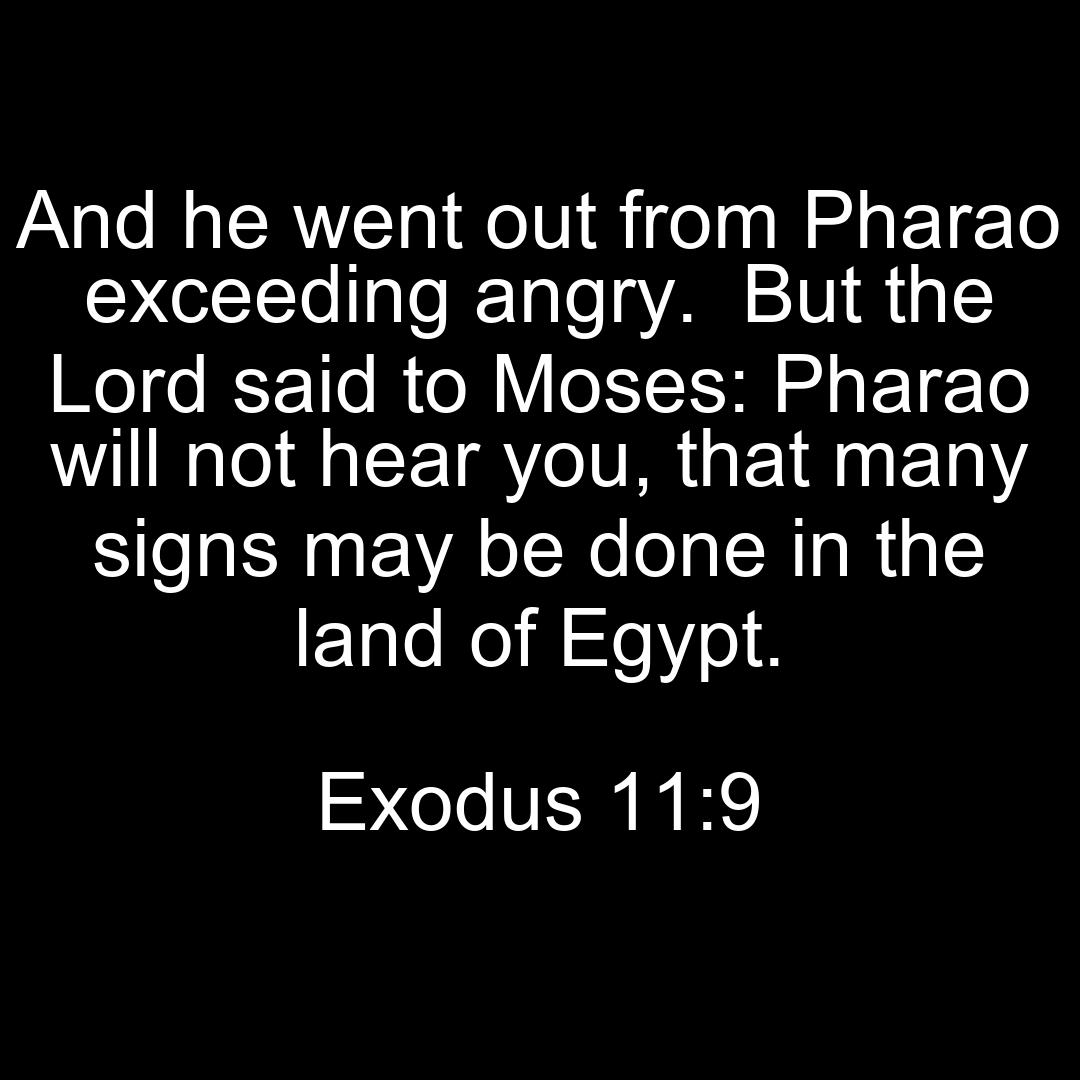 And he went out from Pharao
exceeding angry.  But the
Lord said to Moses: Pharao
will not hear you, that many
signs may be done in the
land of Egypt.
Exodus 11:9